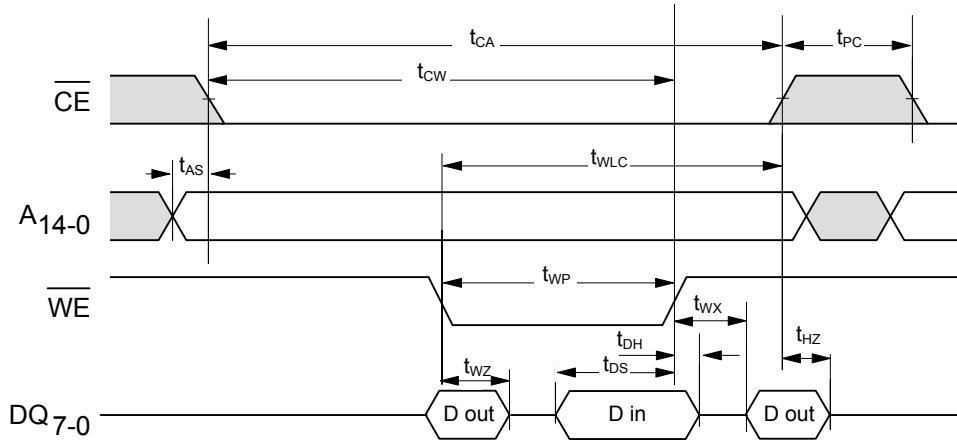 tCA
tPC
tCW
CE
tWLC
tAS
A14-0
tWP
WE
tWX
tDH
tHZ
tWZ
tDS
DQ7-0
D out
D in
D out